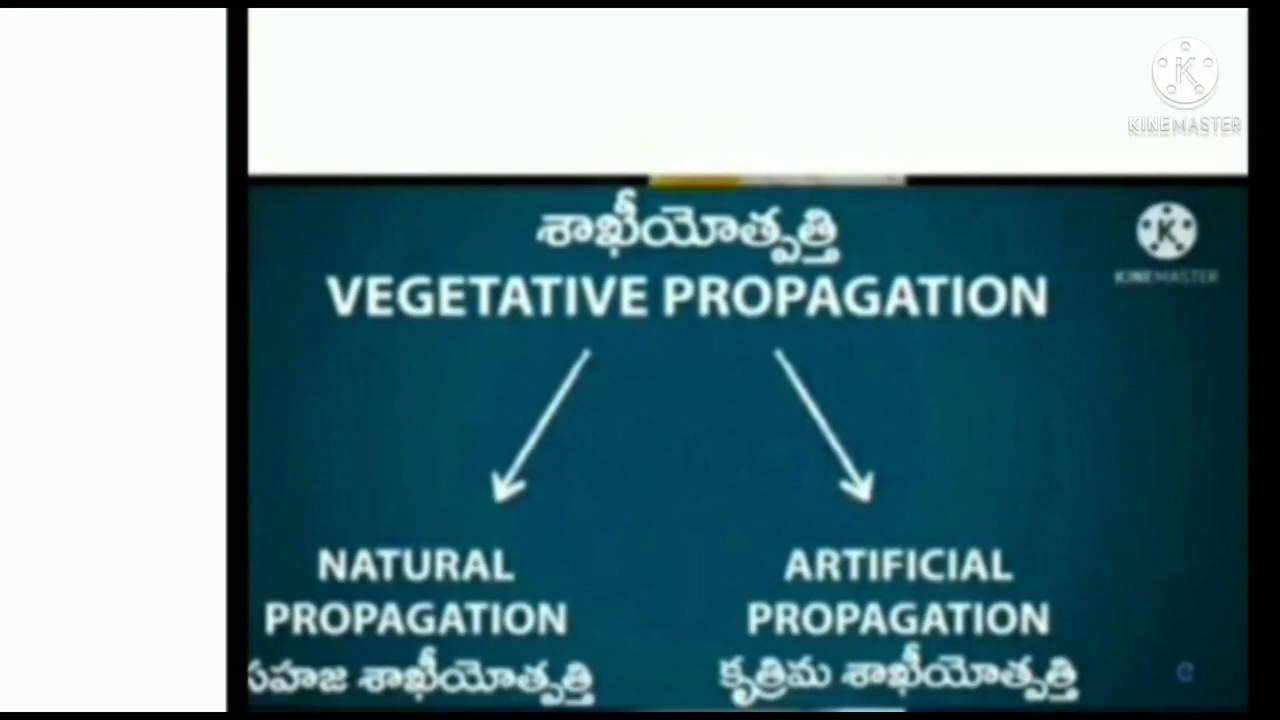 KINEMASTER
శాఖీయోత్పత్తి
KINEMASTER
VEGETATIVE PROPAGATION
NATURAL
PROPAGATION
ARTIFICIAL
PROPAGATION
సహజ శాఖీయోత్పత్తి
కృత్రిమ శాఖీయోత్పత్తి